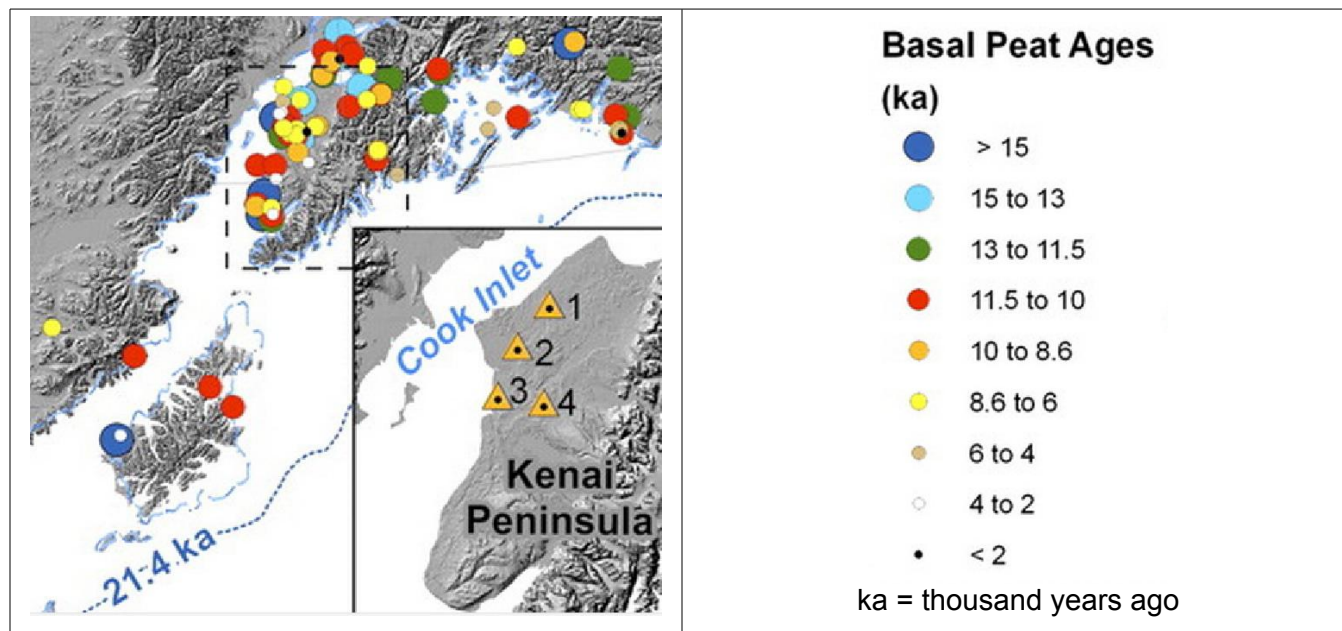 Cook Inlet
1
2
3
4
Kenai
Peninsula
21.4 ka
Basal Peat Ages
(ka)
> 15
15 to 13
13 to 11.5
11.5 to 10
10 to 8.6
8.6 to 6
6 to 4
4 to 2
< 2
ka = thousand years ago